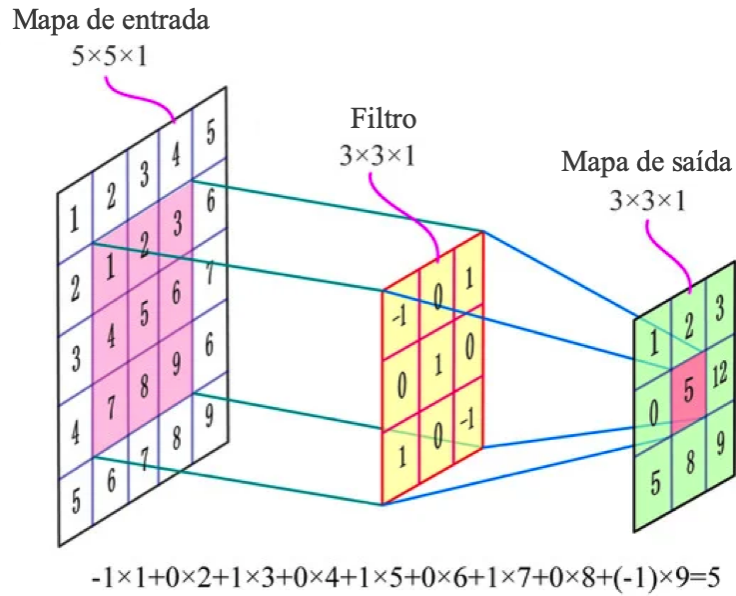 Mapa de entrada
5×5×1
Filtro
3×3×1
Mapa de saída
3×3×1
1 2 3 4 5
2 1 2 3 6
3 4 5 6 7
4 7 8 9 6
5 6 7 8 9
-1 0 1
0 1 0
1 0 -1
1 2 3
0 5 12
5 8 9
-1×1+0×2+1×3+0×4+1×5+0×6+1×7+0×8+(-1)×9=5